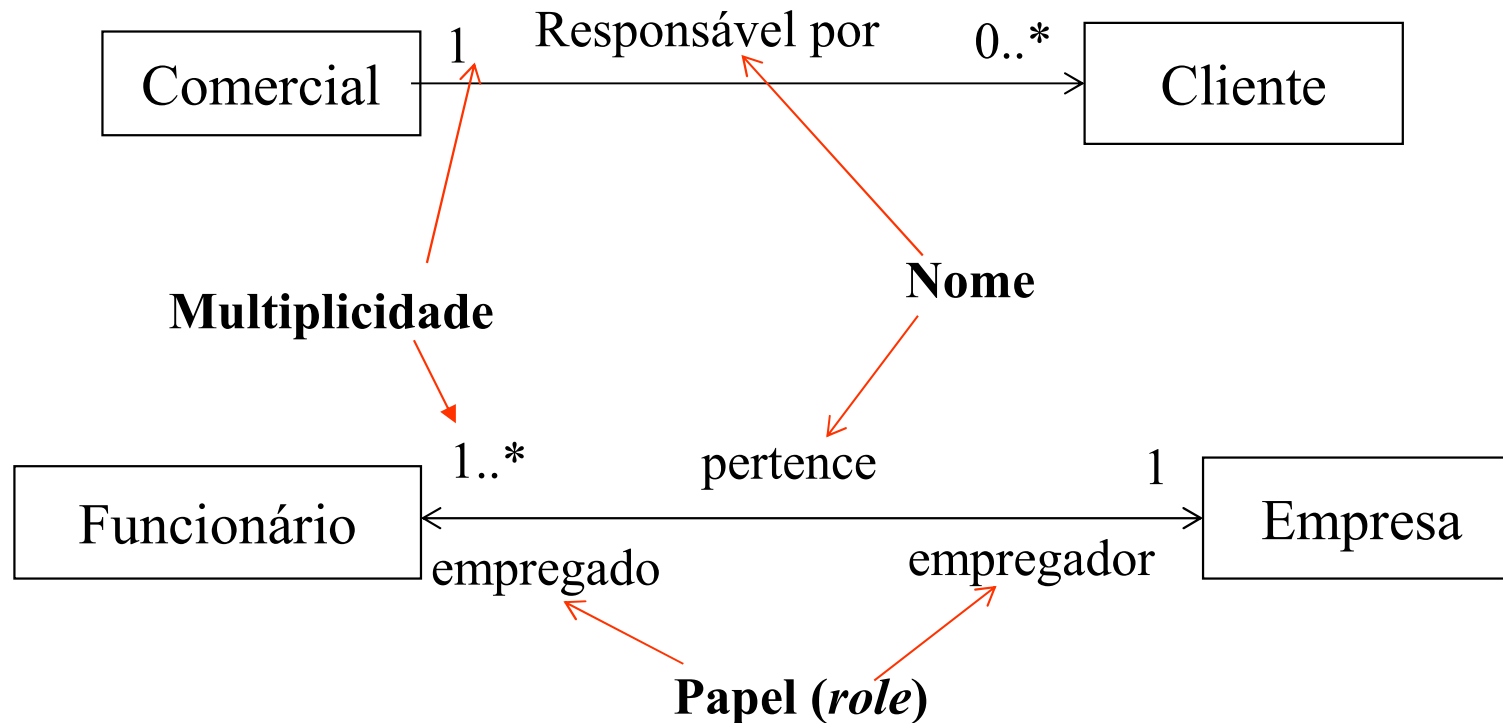 1
Responsável por
0..*
Comercial
Cliente
Multiplicidade
Nome
1..*
pertence
1
Funcionário
Empresa
empregado
empregador
Papel (role)